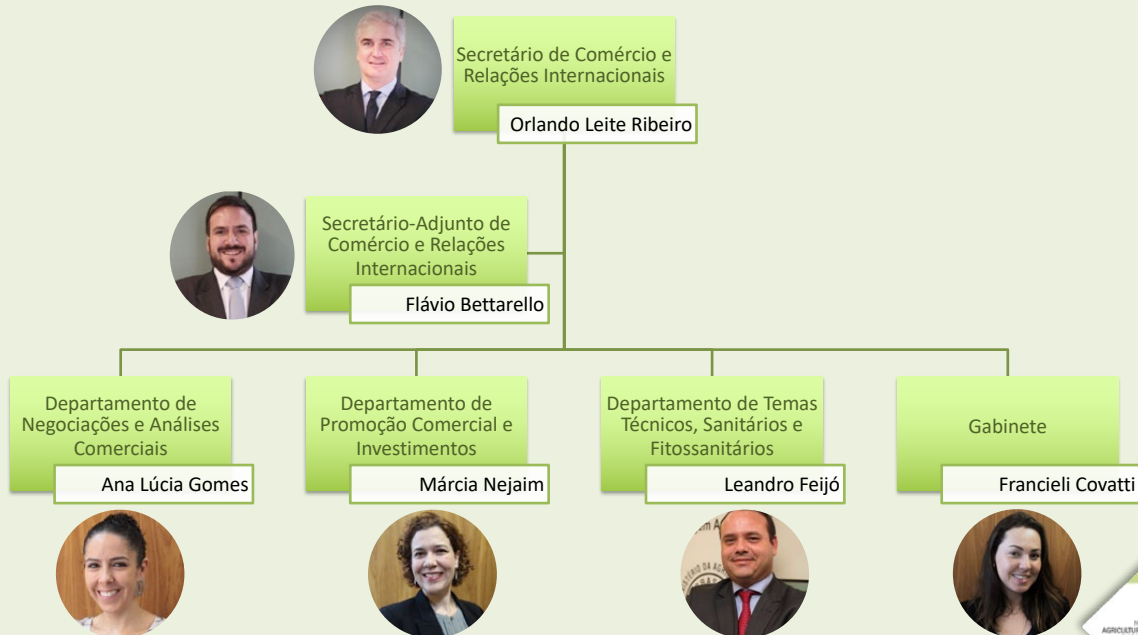 Secretário de Comércio e
Relações Internacionais
Orlando Leite Ribeiro
Secretário-Adjunto de
Comércio e Relações
Internacionais
Flávio Bettarello
Departamento de
Negociações e Análises
Comerciais
Ana Lúcia Gomes
Departamento de
Promoção Comercial e
Investimentos
Márcia Nejaim
Departamento de Temas
Técnicos, Sanitários e
Fitossanitários
Leandro Feijó
Gabinete
Francieli Covatti